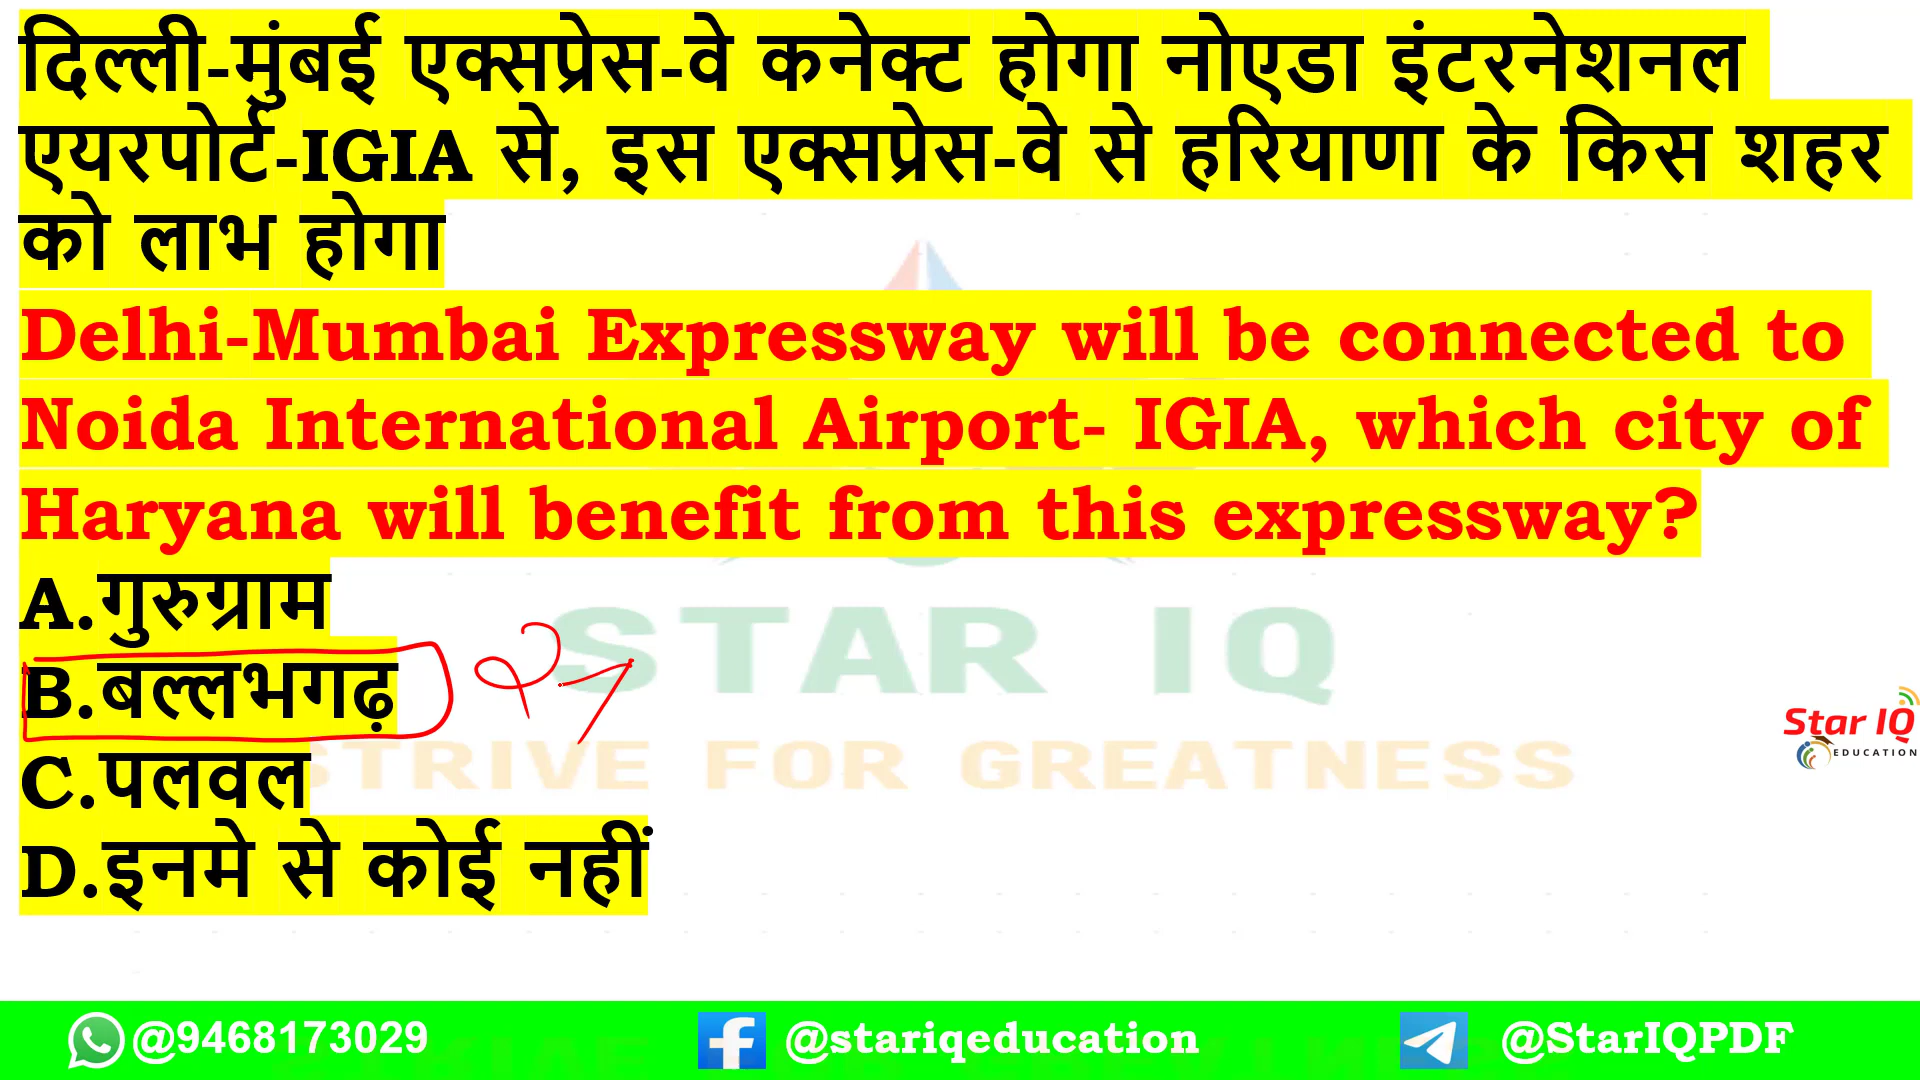 दिल्ली-मुंबई एक्सप्रेस-वे कनेक्ट होगा नोएडा इंटरनेशनल
एयरपोर्ट-IGIA से, इस एक्सप्रेस-वे से हरियाणा के किस शहर
को लाभ होगा
Delhi-Mumbai Expressway will be connected to
Noida International Airport- IGIA, which city of
Haryana will benefit from this expressway?
A.गुरुग्राम
STAR IQ
B.बल्लभगढ़
STRIVE FOR GREATNESS
Star IQ
EDUCATION
C.पलवल
D.इनमे से कोई नहीं
@9468173029
@stariqeducation
@StarIQPDF